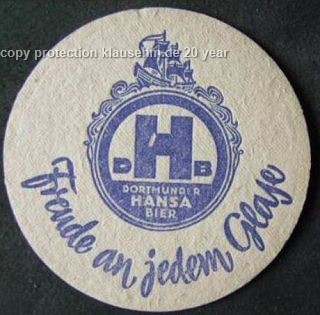 copy protection klausehm.de 20 year
D H B
DORTMUNDER
HANSA
BIER
Freude an jedem Glase